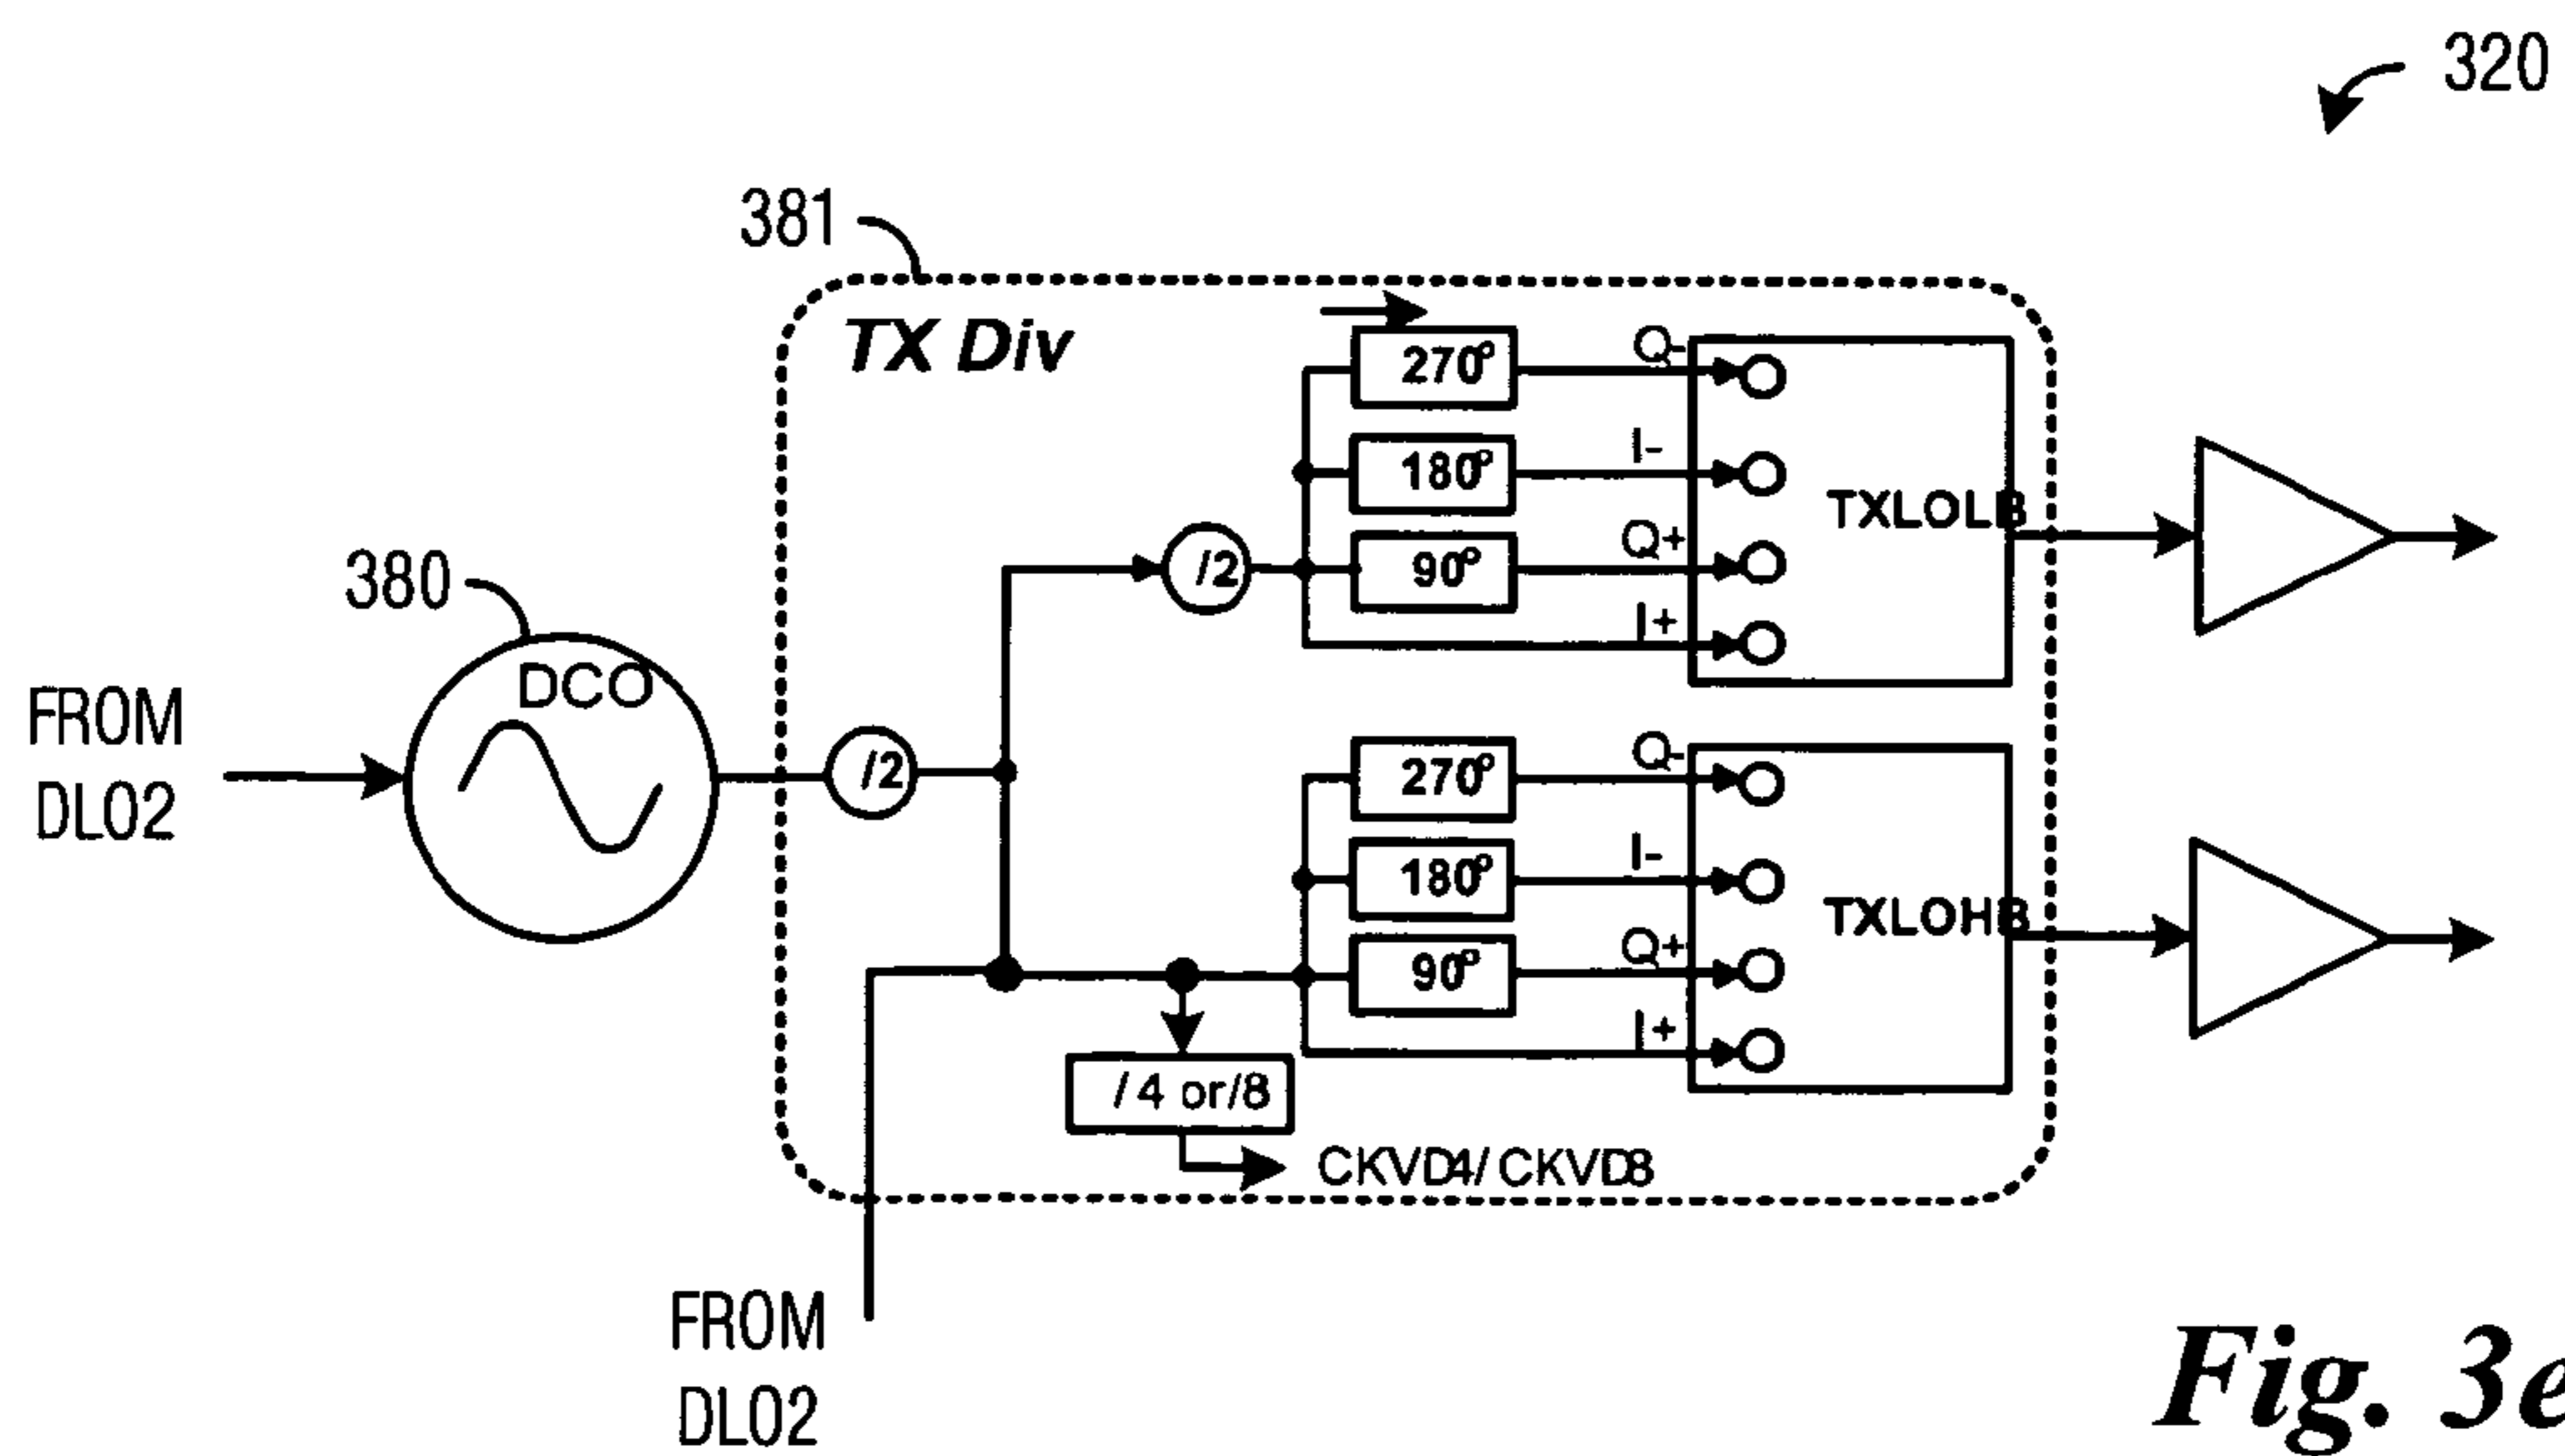 320
381
TX Div
270°
Q-
180°
I-
TXLOLB
/2
90°
Q+
I+
380
DCO
FROM
DLO2
/2
270°
Q-
180°
I-
TXLOHB
90°
Q+
I+
/4 or/8
CKVD4/CKVD8
FROM
DLO2
Fig. 3e